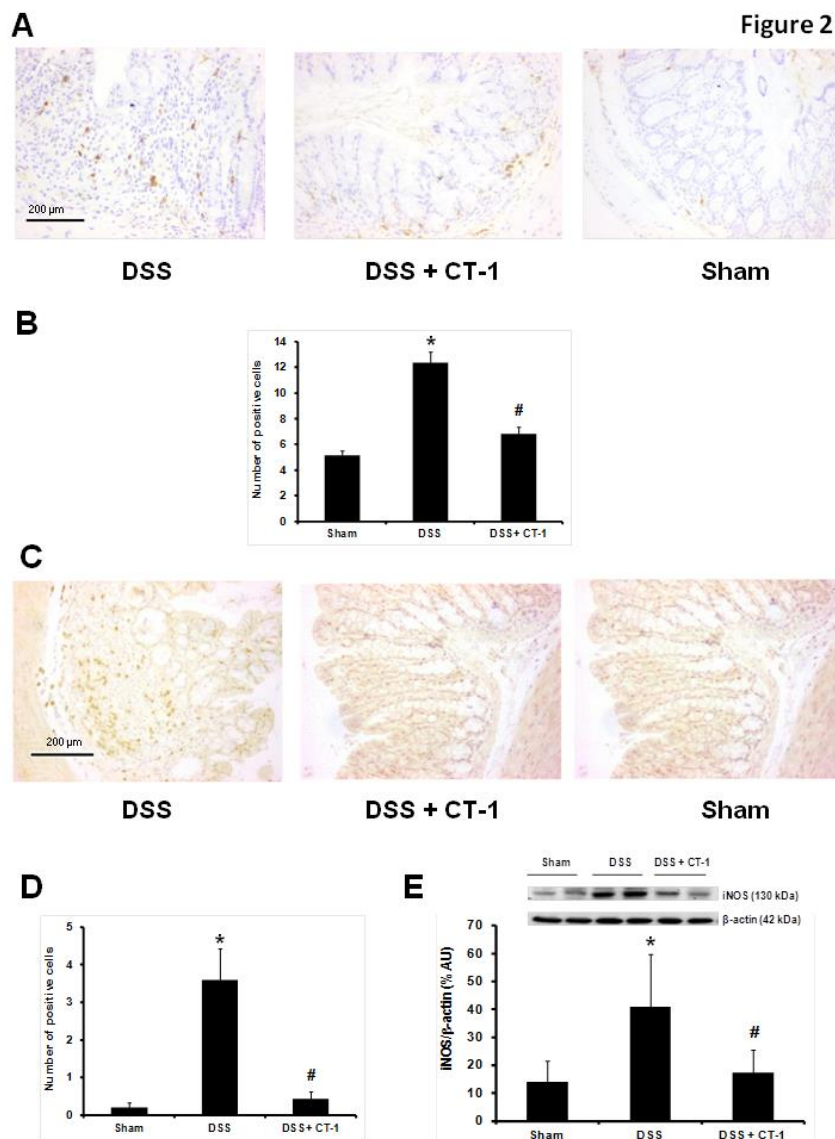 A
Figure 2
200 µm
DSS
DSS + CT-1
Sham
B
14
12
10
8
6
4
2
0
Number of positive cells
*
#
Sham
DSS
DSS+ CT-1
C
200 µm
DSS
DSS + CT-1
Sham
D
5
4
3
2
1
0
Number of positive cells
*
#
Sham
DSS
DSS+ CT-1
E
Sham
DSS
DSS + CT-1
iNOS (130 kDa)
β-actin (42 kDa)
70
60
50
40
30
20
10
0
iNOS/β-actin (% AU)
*
#
Sham
DSS
DSS + CT-1